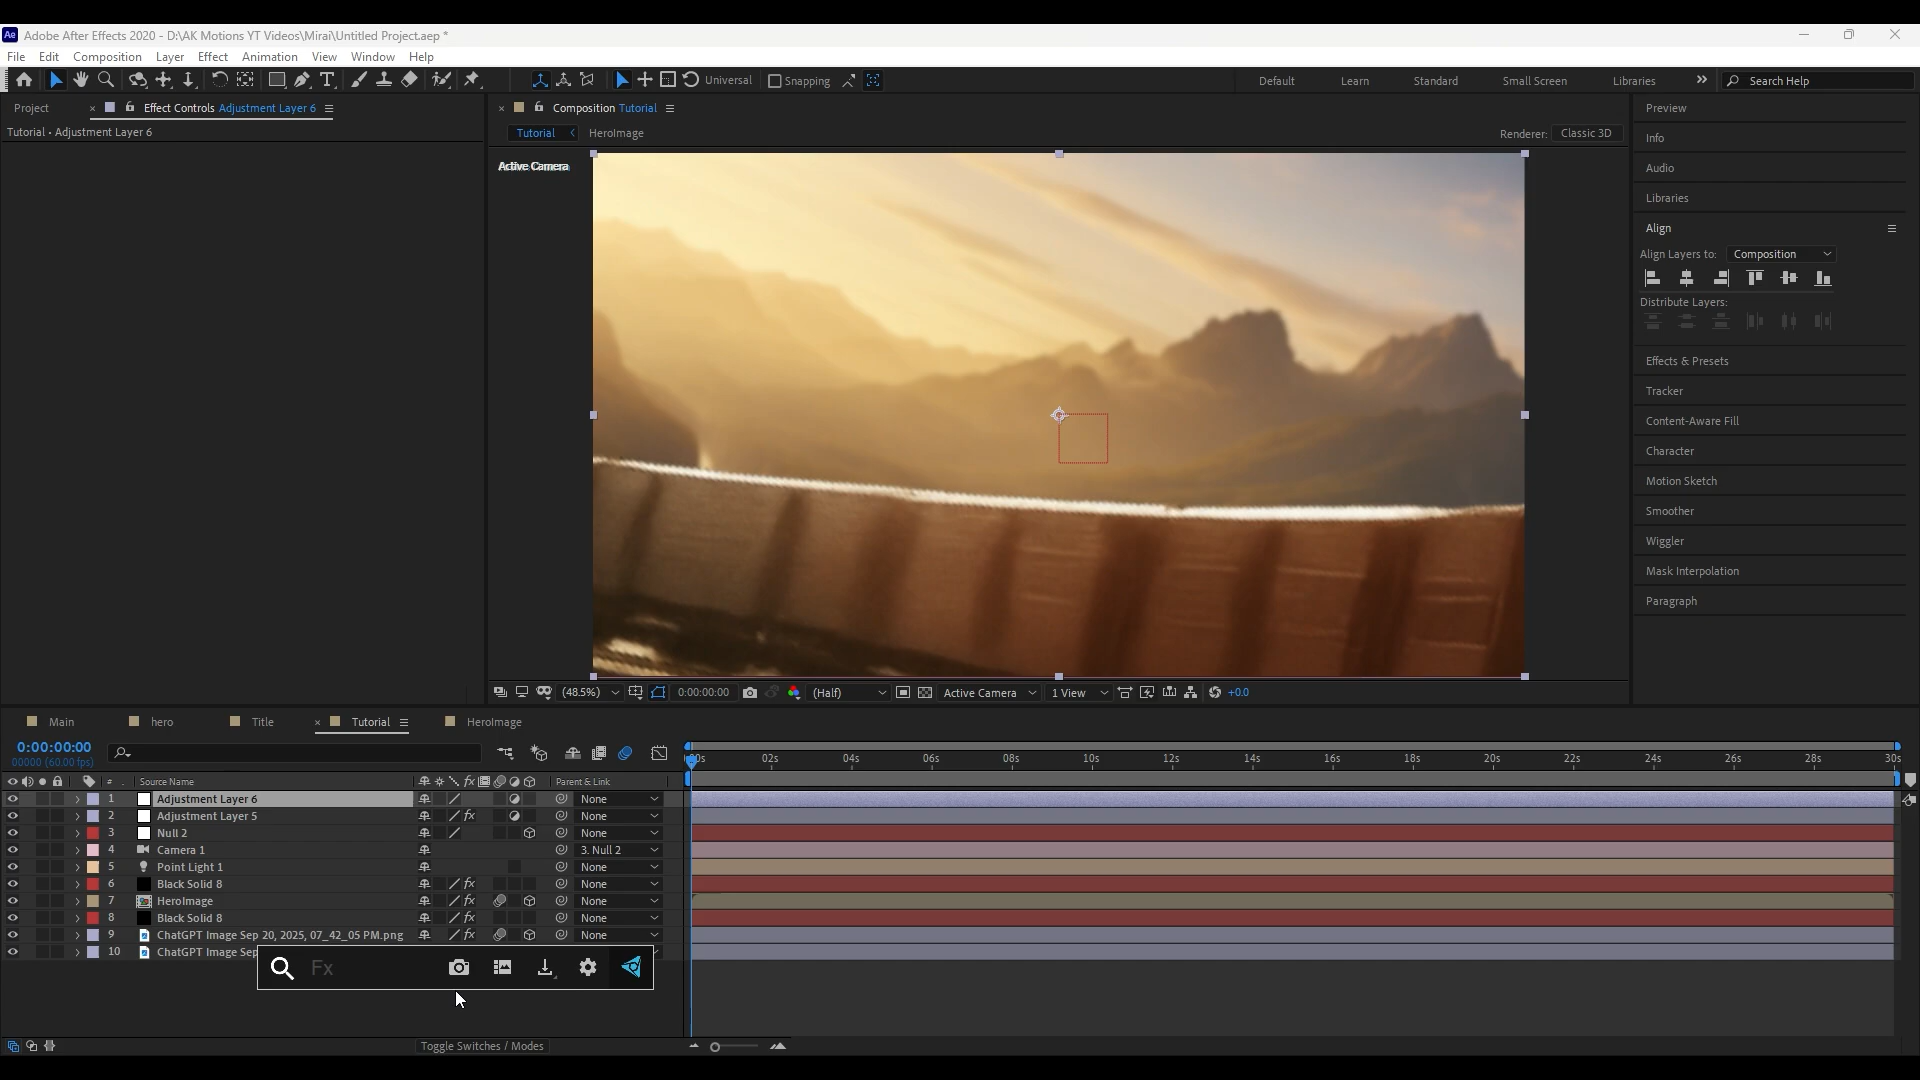 Ae Adobe After Effects 2020 - D:\AK Motions YT Videos\Mirai\Untitled Project.aep *
File Edit Composition Layer Effect Animation View Window Help
Universal Snapping Default Learn Standard Small Screen Libraries Search Help
Project × Effect Controls Adjustment Layer 6
Tutorial • Adjustment Layer 6
× Composition Tutorial
Tutorial HeroImage Renderer: Classic 3D
Active Camera
(48.5%) 0:00:00:00 (Half) Active Camera 1 View +0.0
Preview
Info
Audio
Libraries
Align
Align Layers to: Composition
Distribute Layers:
Effects & Presets
Tracker
Content-Aware Fill
Character
Motion Sketch
Smoother
Wiggler
Mask Interpolation
Paragraph
Main hero Title × Tutorial HeroImage
0:00:00:00
00000 (60.00 fps)
02s 04s 06s 08s 10s 12s 14s 16s 18s 20s 22s 24s 26s 28s 30s
# Source Name fx Parent & Link
1 Adjustment Layer 6 None
2 Adjustment Layer 5 fx None
3 Null 2 None
4 Camera 1 3. Null 2
5 Point Light 1 None
6 Black Solid 8 fx None
7 HeroImage None
8 Black Solid 8 fx None
9 ChatGPT Image Sep 20, 2025, 07_42_05 PM.png fx None
10 ChatGPT Image Sep
Fx
Toggle Switches / Modes